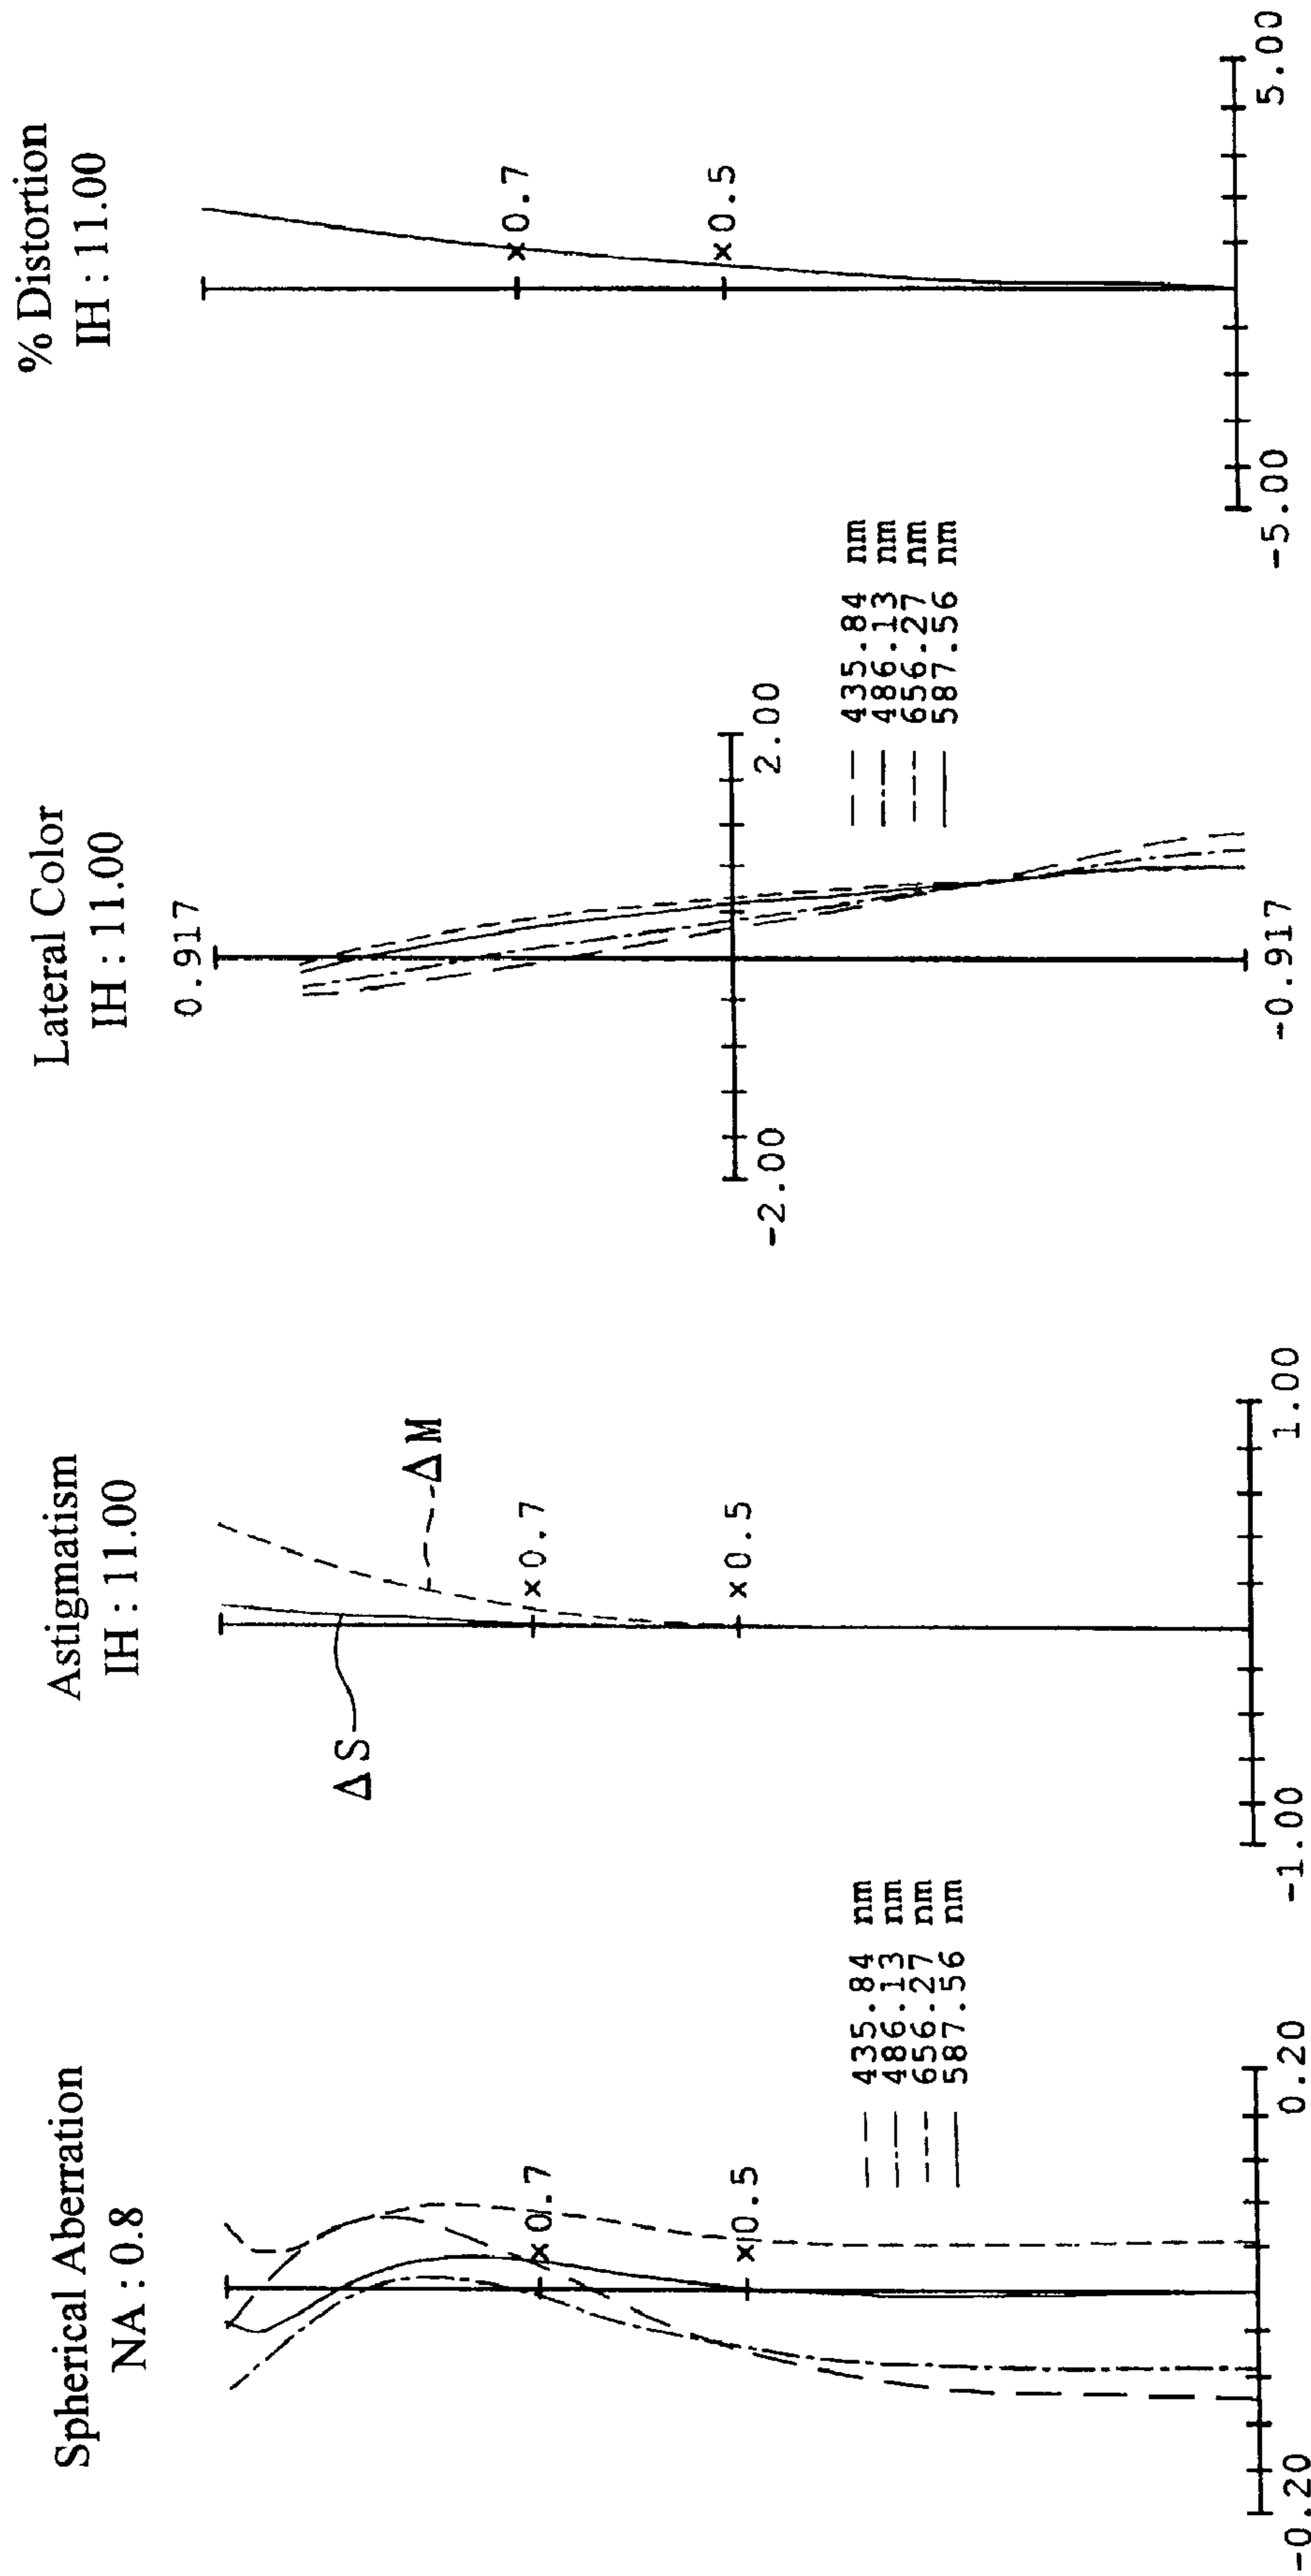 Spherical Aberration
NA : 0.8
×0.7
×0.5
435.84 nm
486.13 nm
656.27 nm
587.56 nm
-0.20
0.20
Astigmatism
IH : 11.00
ΔS
ΔM
×0.7
×0.5
-1.00
1.00
Lateral Color
IH : 11.00
0.917
-2.00
2.00
435.84 nm
486.13 nm
656.27 nm
587.56 nm
-0.917
% Distortion
IH : 11.00
×0.7
×0.5
-5.00
5.00